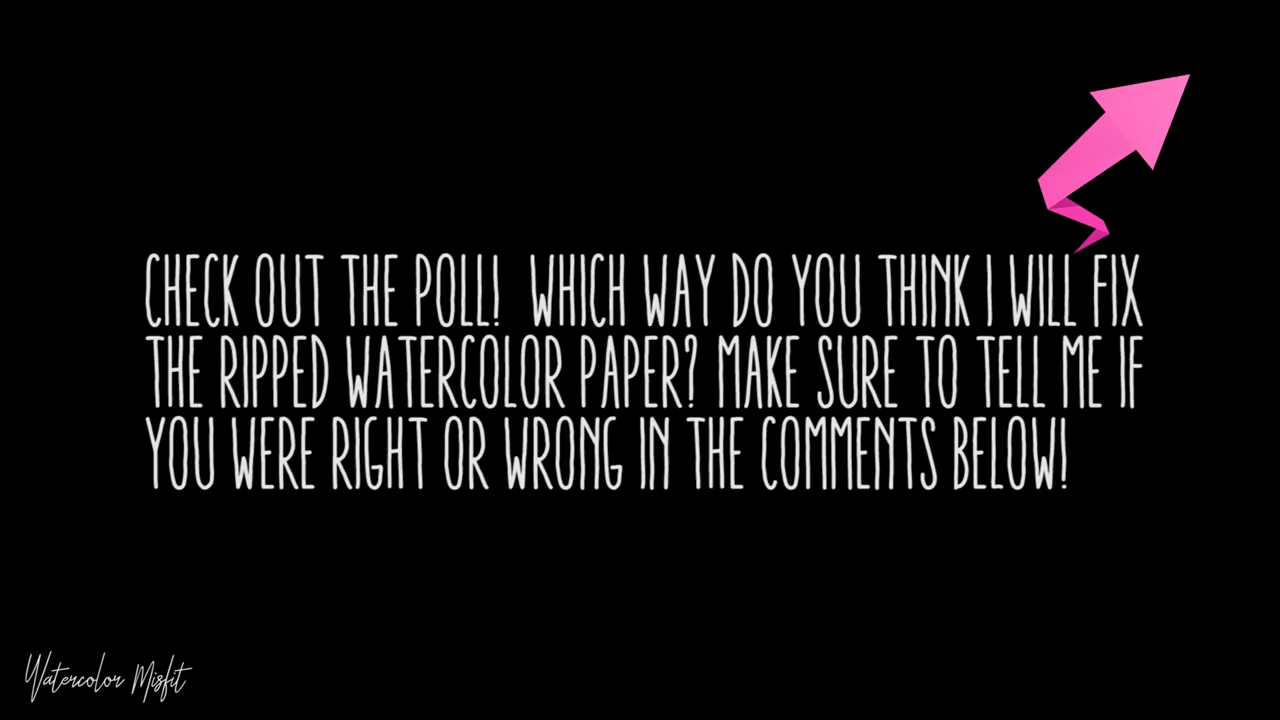 CHECK OUT THE POLL! WHICH WAY DO YOU THINK I WILL FIX
THE RIPPED WATERCOLOR PAPER? MAKE SURE TO TELL ME IF
YOU WERE RIGHT OR WRONG IN THE COMMENTS BELOW!
Watercolor Misfit